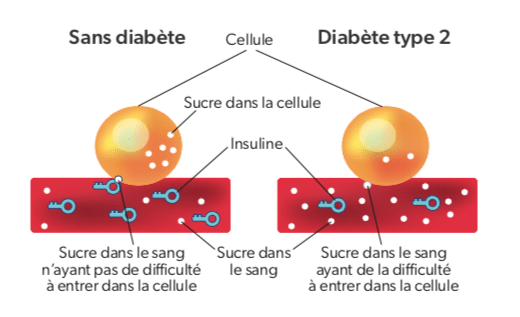 Sans diabète
Cellule
Diabète type 2
Sucre dans la cellule
Insuline
Sucre dans le sang
n'ayant pas de difficulté
à entrer dans la cellule
Sucre dans
le sang
Sucre dans le sang
ayant de la difficulté
à entrer dans la cellule